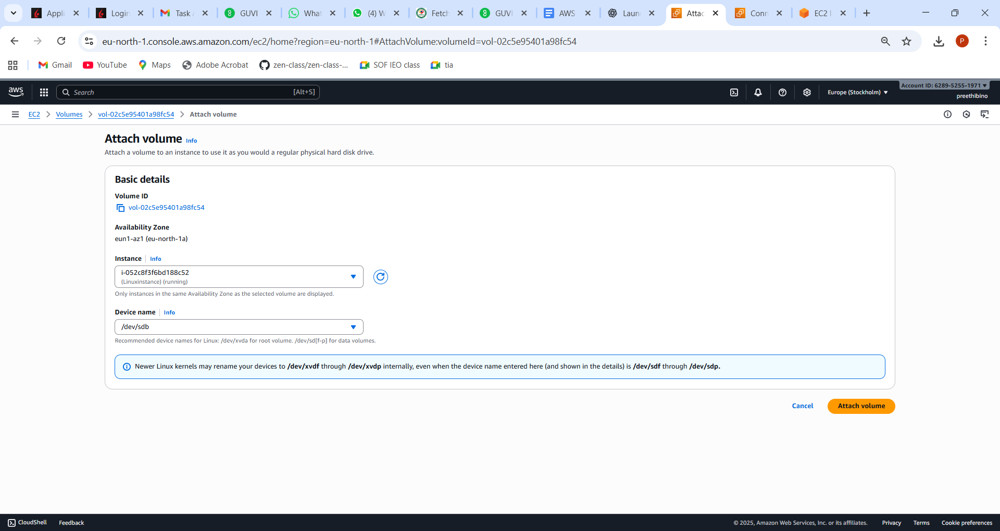 Appli
Login
Task A
GUVI
What
(4) W
Fetch
GUVI
AWS
Laun
Attac
Conn
EC2 I
eu-north-1.console.aws.amazon.com/ec2/home?region=eu-north-1#AttachVolume:volumeId=vol-02c5e95401a98fc54
P
Gmail
YouTube
Maps
Adobe Acrobat
zen-class/zen-class-...
SOF IEO class
tia
aws
Search
[Alt+S]
Europe (Stockholm)
Account ID: 6289-5255-1971
preethibino
EC2
Volumes
vol-02c5e95401a98fc54
Attach volume
Attach volume Info
Attach a volume to an instance to use it as you would a regular physical hard disk drive.
Basic details
Volume ID
vol-02c5e95401a98fc54
Availability Zone
eun1-az1 (eu-north-1a)
Instance Info
i-052c8f3f6bd188c52
(Linuxinstance) (running)
Only instances in the same Availability Zone as the selected volume are displayed.
Device name Info
/dev/sdb
Recommended device names for Linux: /dev/xvda for root volume. /dev/sd[f-p] for data volumes.
Newer Linux kernels may rename your devices to /dev/xvdf through /dev/xvdp internally, even when the device name entered here (and shown in the details) is /dev/sdf through /dev/sdp.
Cancel
Attach volume
CloudShell
Feedback
© 2025, Amazon Web Services, Inc. or its affiliates.
Privacy
Terms
Cookie preferences